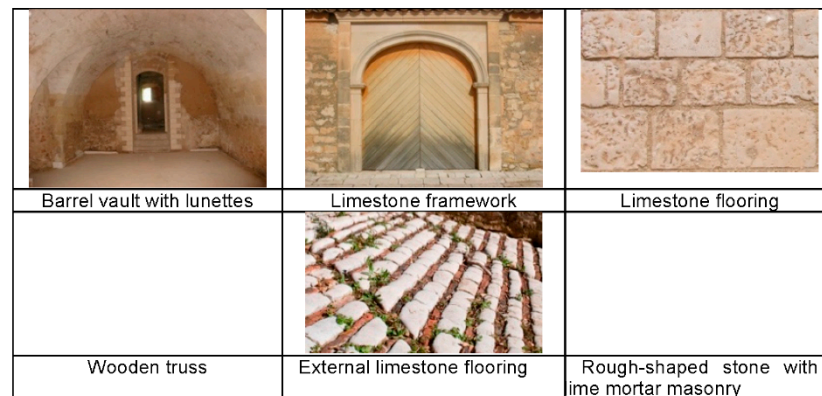 Barrel vault with lunettes
Limestone framework
Limestone flooring
Wooden truss
External limestone flooring
Rough-shaped stone with
lime mortar masonry